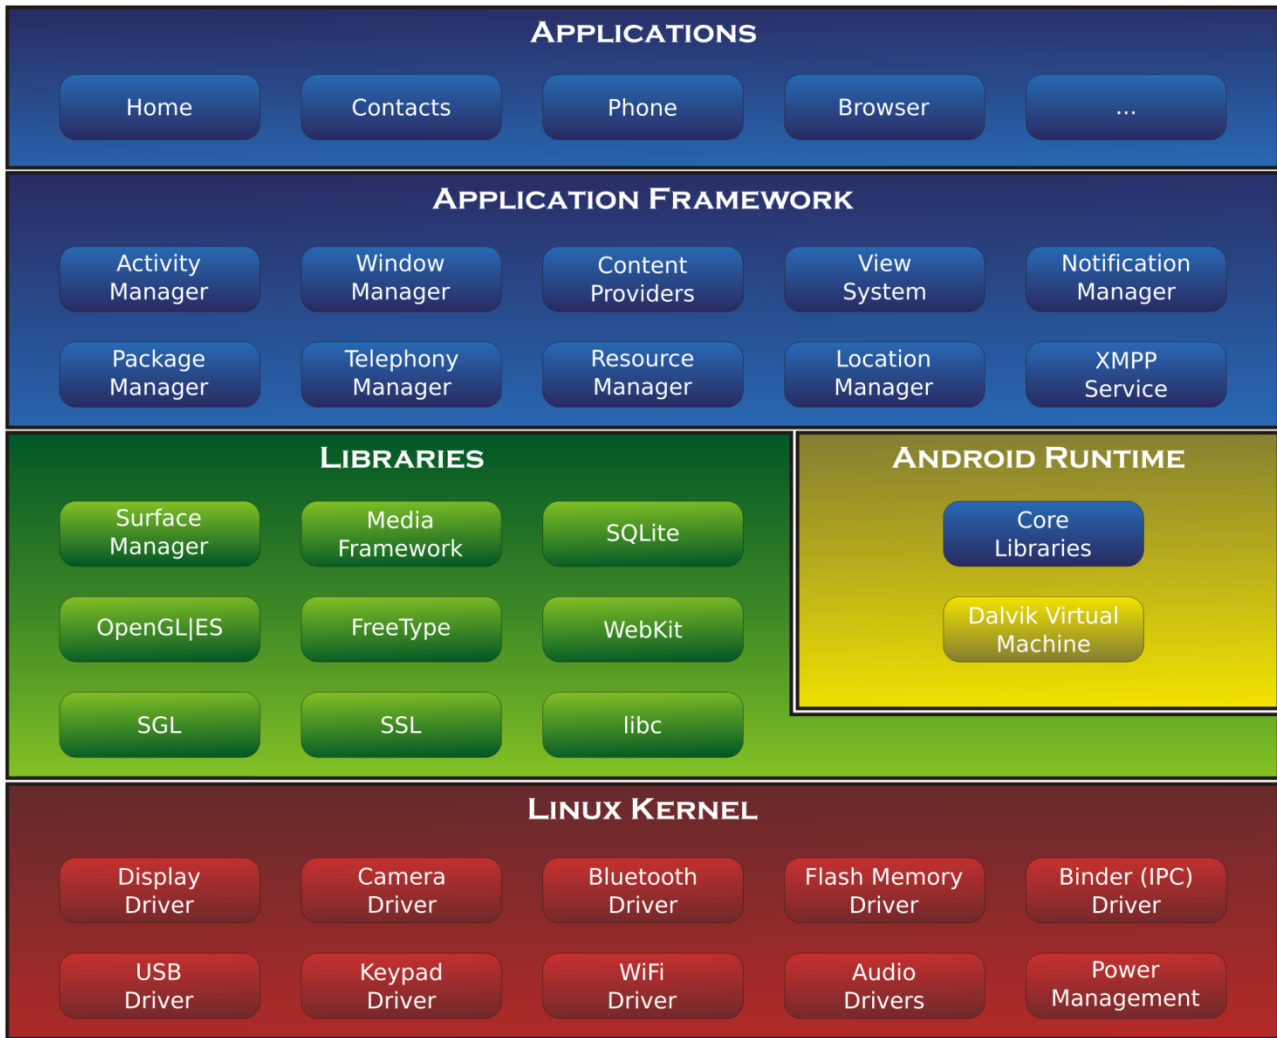 APPLICATIONS
Home
Contacts
Phone
Browser
...
APPLICATION FRAMEWORK
Activity
Manager
Window
Manager
Content
Providers
View
System
Notification
Manager
Package
Manager
Telephony
Manager
Resource
Manager
Location
Manager
XMPP
Service
LIBRARIES
Surface
Manager
Media
Framework
SQLite
OpenGL|ES
FreeType
WebKit
SGL
SSL
libc
ANDROID RUNTIME
Core
Libraries
Dalvik Virtual
Machine
LINUX KERNEL
Display
Driver
Camera
Driver
Bluetooth
Driver
Flash Memory
Driver
Binder (IPC)
Driver
USB
Driver
Keypad
Driver
WiFi
Driver
Audio
Drivers
Power
Management